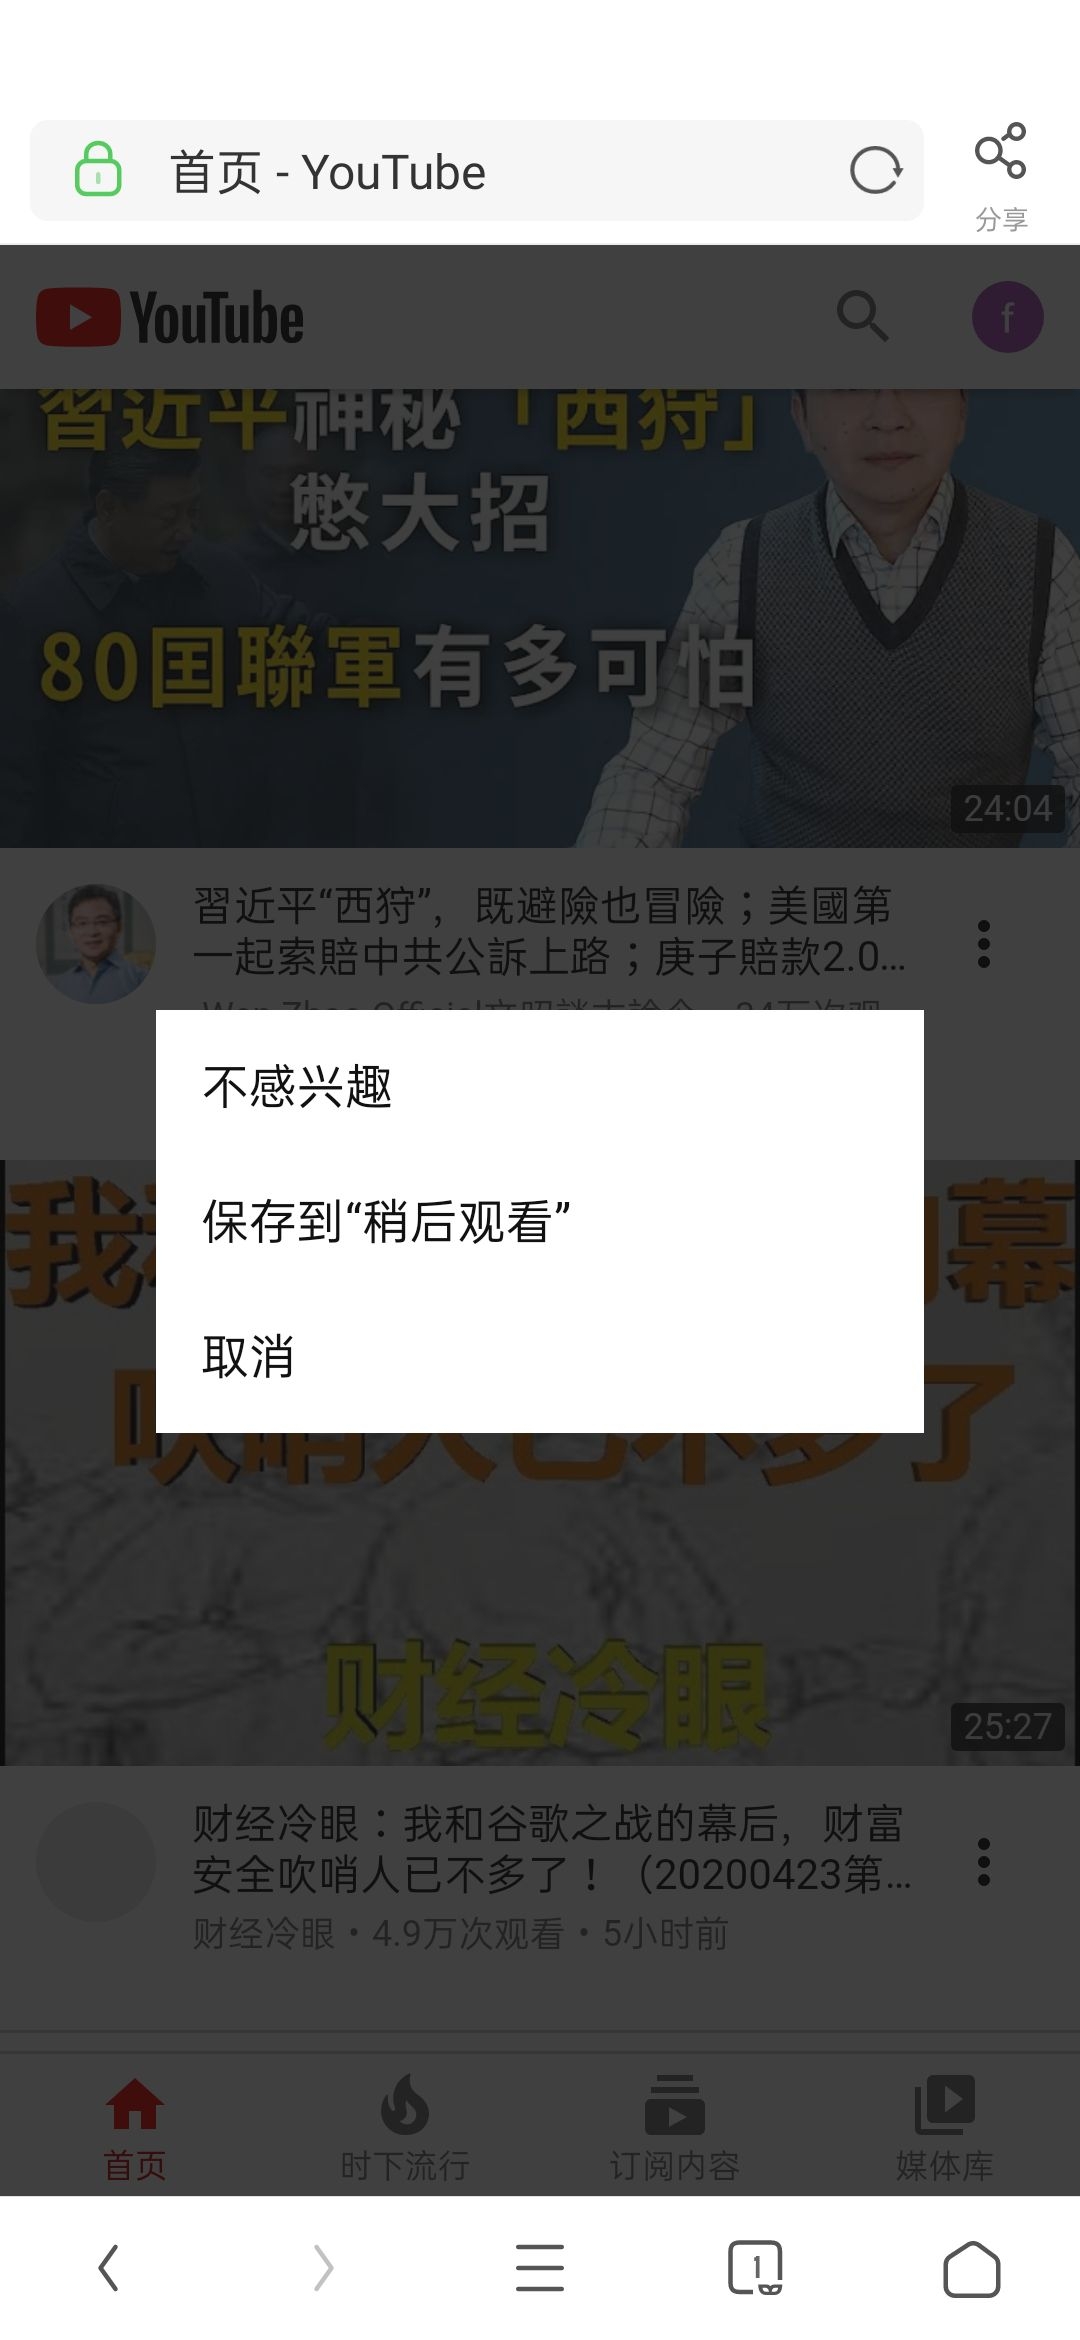 首页 - YouTube
分享
YouTube
f
習近平神秘「西狩」
憋大招
80国聯軍有多可怕
24:04
習近平“西狩”，既避險也冒險；美國第
一起索賠中共公訴上路；庚子賠款2.0...
不感兴趣
保存到“稍后观看”
取消
我
幕
吹哨人已不多了
财经冷眼
25:27
财经冷眼：我和谷歌之战的幕后，财富
安全吹哨人已不多了！（20200423第...
财经冷眼・4.9万次观看・5小时前
首页
时下流行
订阅内容
媒体库
1